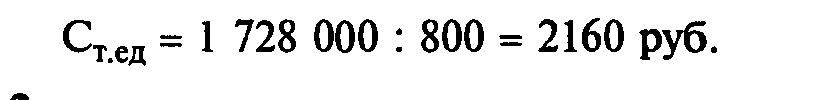 Ст.ед = 1 728 000 : 800 = 2160 руб.